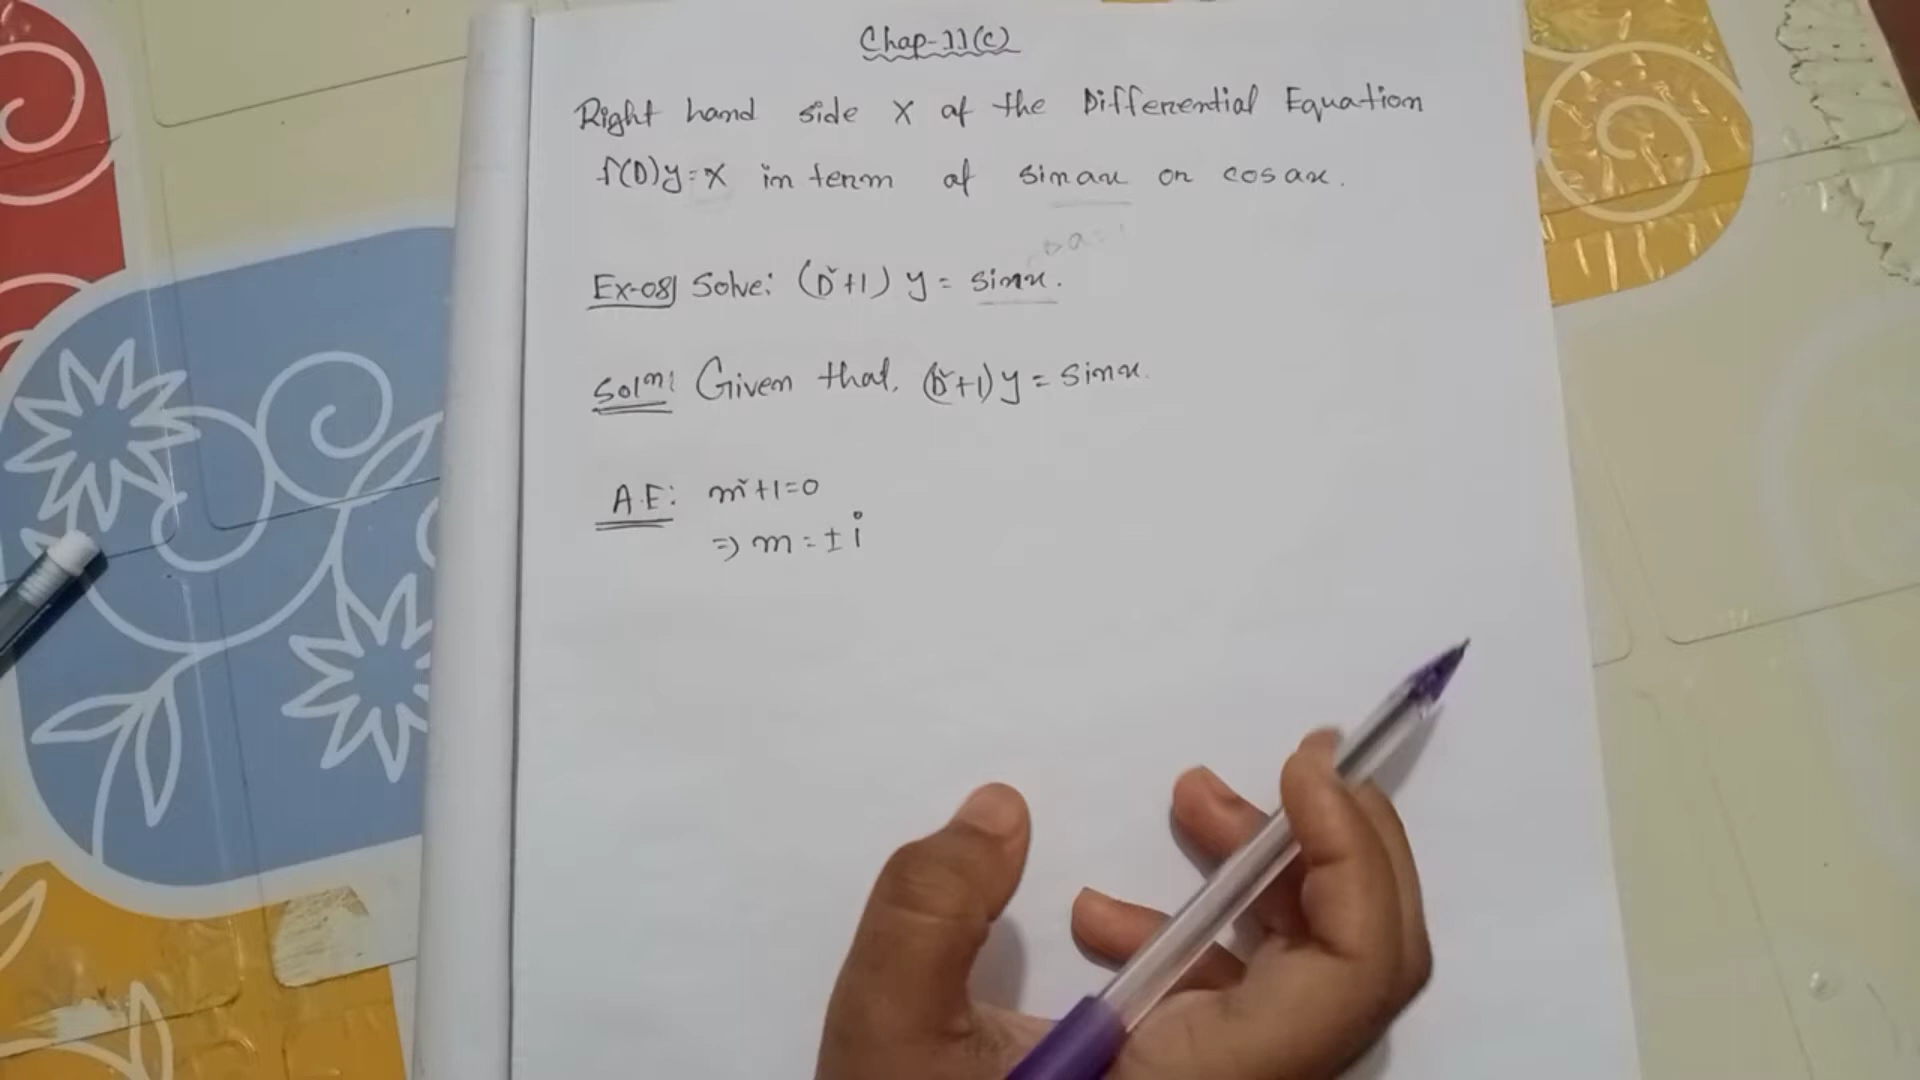 Chap-11(c)
Right hand side X of the Differential Equation
f(D)y=X in term of sinax or cosax.
Ex-08) Solve: (D²+1) y = sinx.
Solⁿ: Given that, (D²+1)y = sinx.
A.E: m²+1=0
=> m = ± i